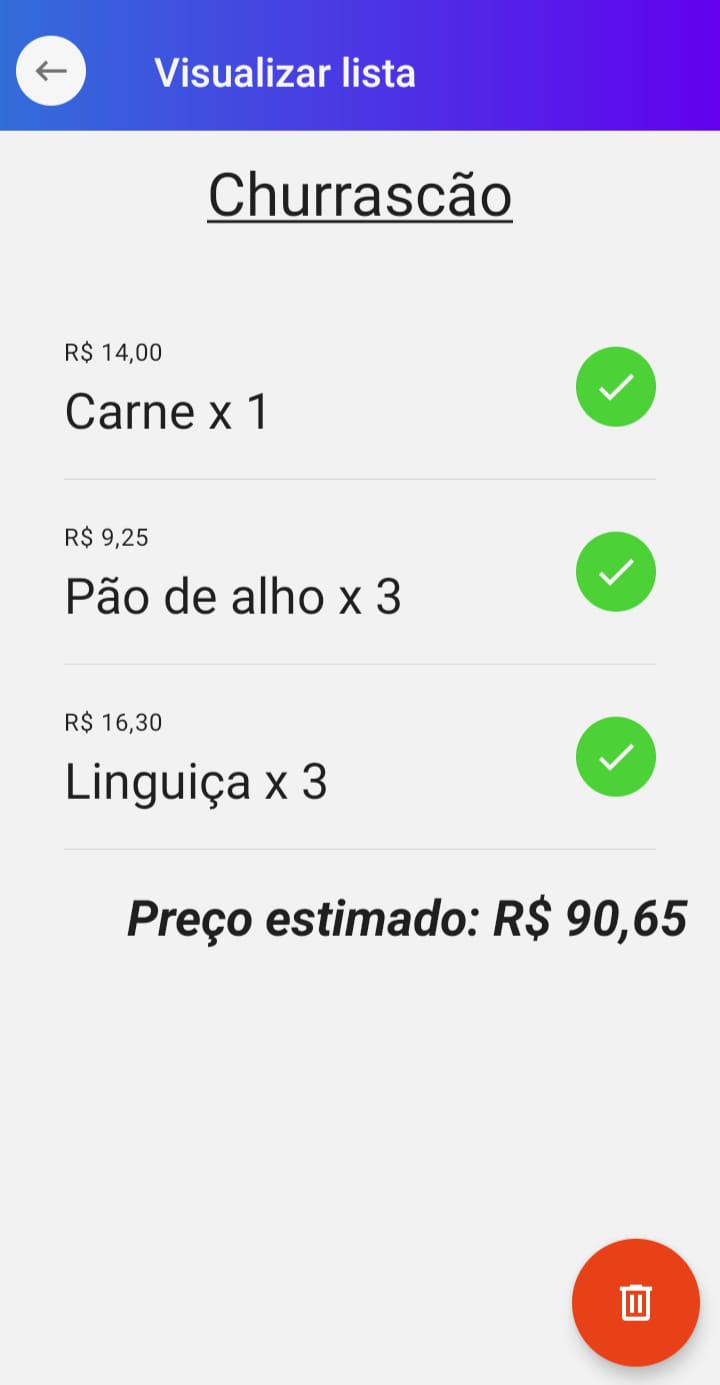 Visualizar lista
Churrascão
R$ 14,00
Carne x 1
R$ 9,25
Pão de alho x 3
R$ 16,30
Linguiça x 3
Preço estimado: R$ 90,65